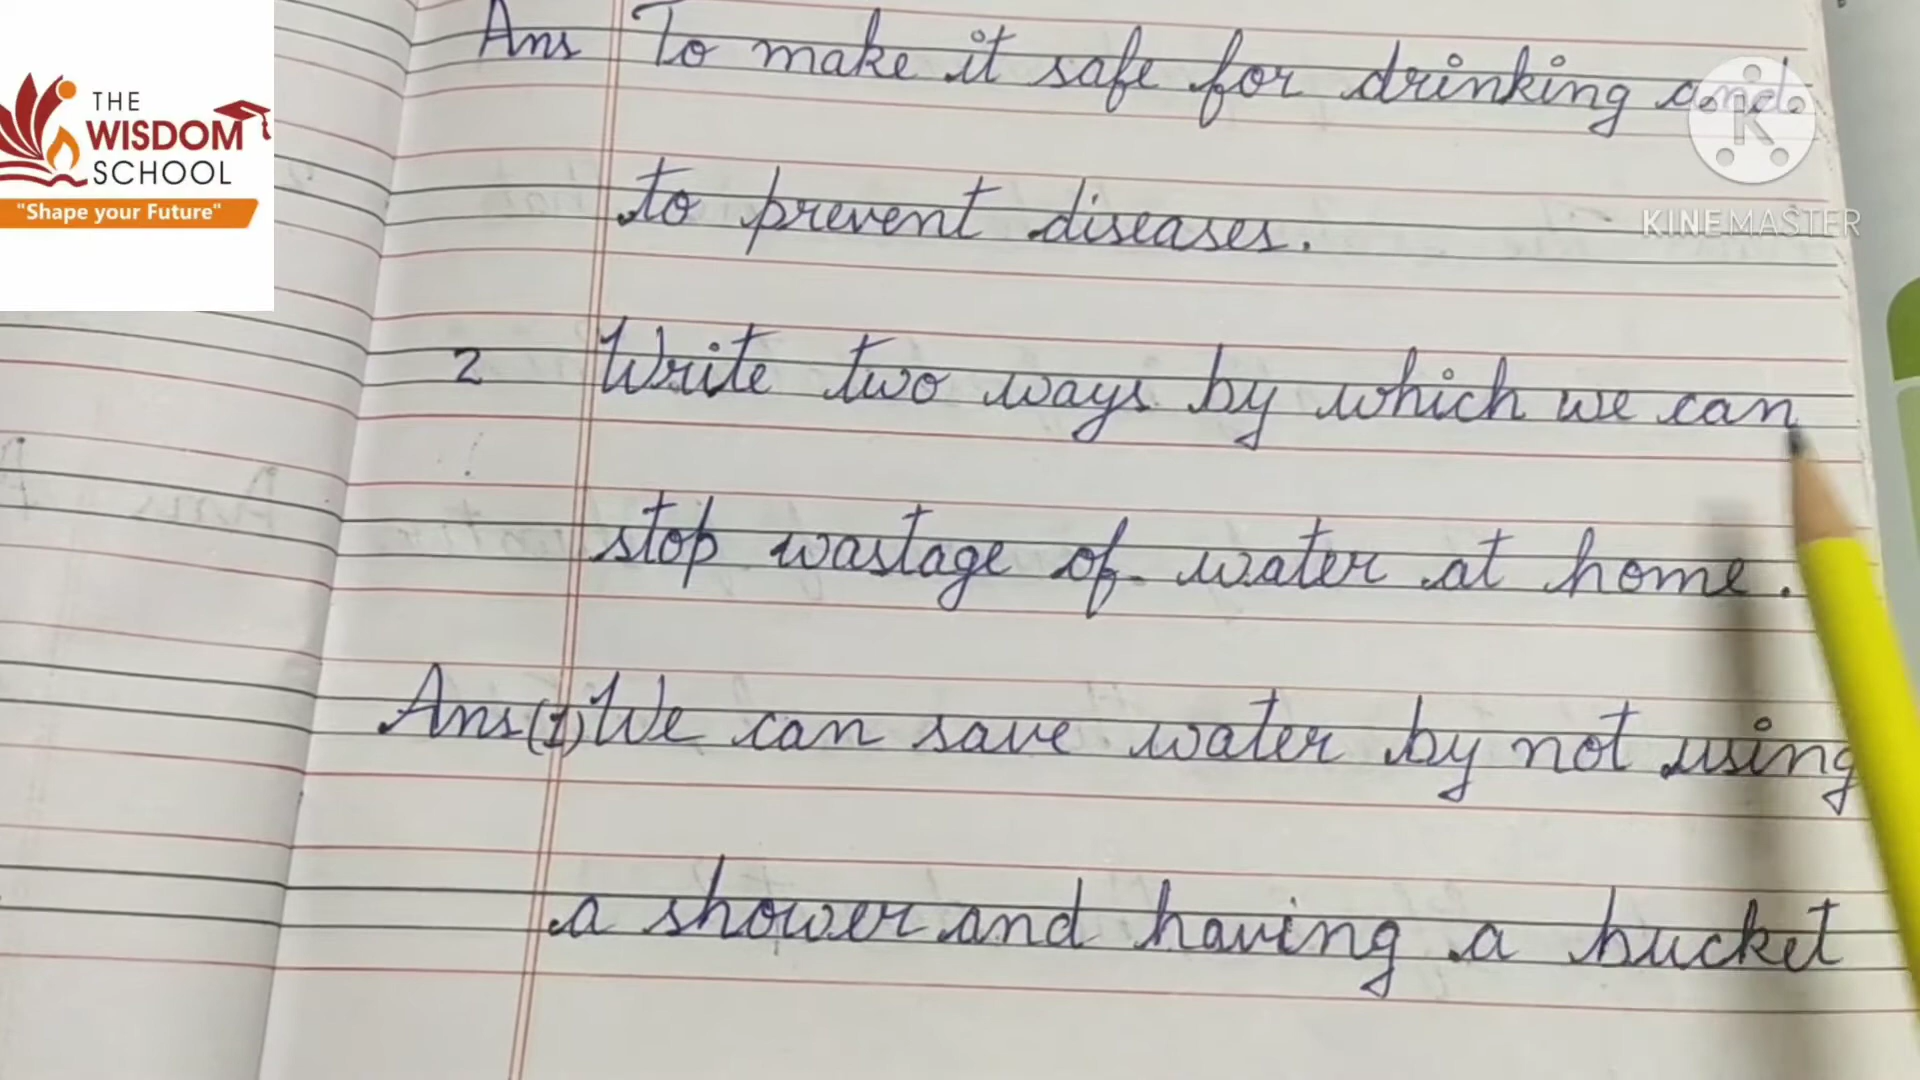 THE
WISDOM
SCHOOL
"Shape your Future"
KINEMASTER
Ans To make it safe for drinking and
to prevent diseases.
2 Write two ways by which we can
stop wastage of water at home.
Ans (1) We can save water by not using
a shower and having a bucket